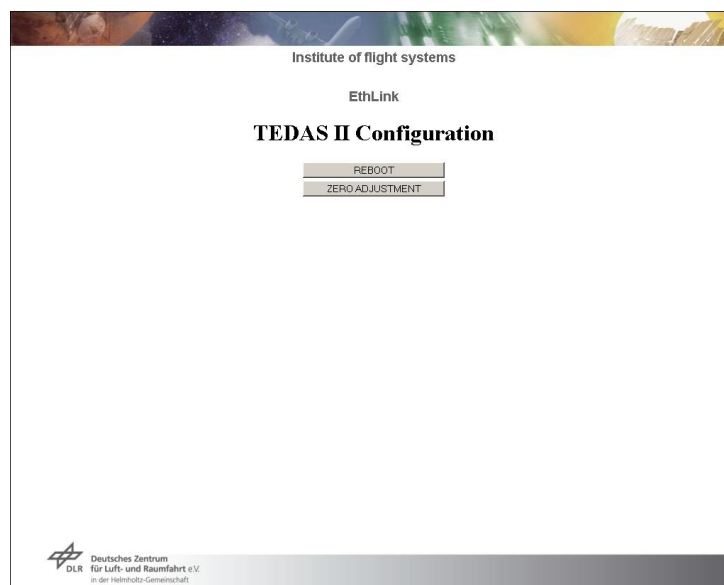 Institute of flight systems
EthLink
TEDAS II Configuration
REBOOT
ZERO ADJUSTMENT
Deutsches Zentrum
DLR für Luft- und Raumfahrt e.V.
in der Helmholtz-Gemeinschaft